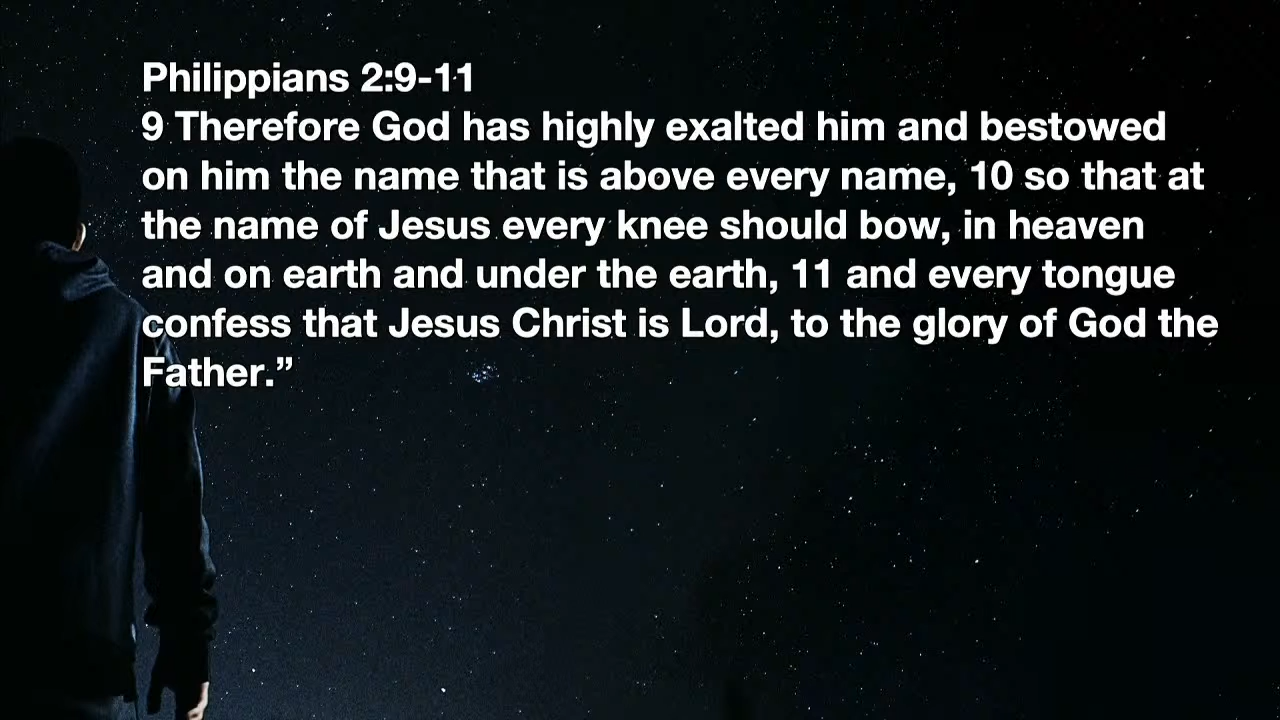 Philippians 2:9-11
9 Therefore God has highly exalted him and bestowed
on him the name that is above every name, 10 so that at
the name of Jesus every knee should bow, in heaven
and on earth and under the earth, 11 and every tongue
confess that Jesus Christ is Lord, to the glory of God the
Father.”